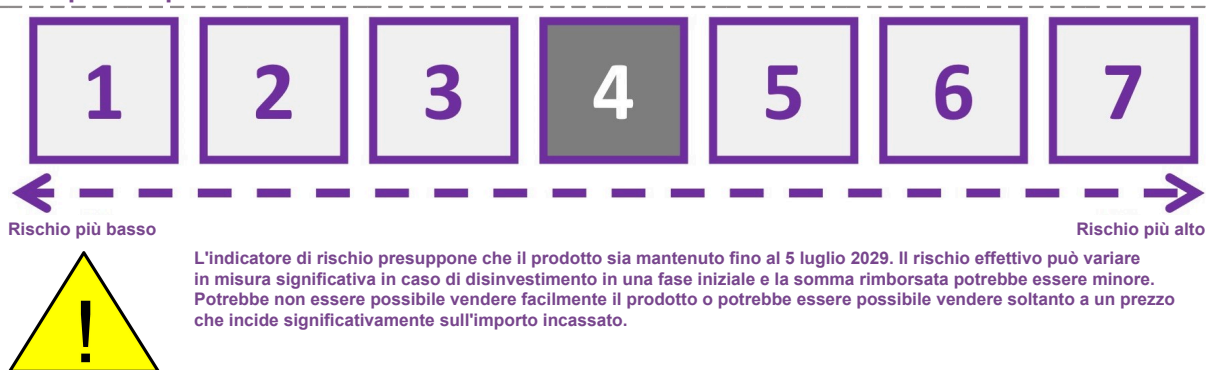 1 2 3 4 5 6 7
Rischio più basso Rischio più alto
L'indicatore di rischio presuppone che il prodotto sia mantenuto fino al 5 luglio 2029. Il rischio effettivo può variare
in misura significativa in caso di disinvestimento in una fase iniziale e la somma rimborsata potrebbe essere minore.
Potrebbe non essere possibile vendere facilmente il prodotto o potrebbe essere possibile vendere soltanto a un prezzo
che incide significativamente sull'importo incassato.
!